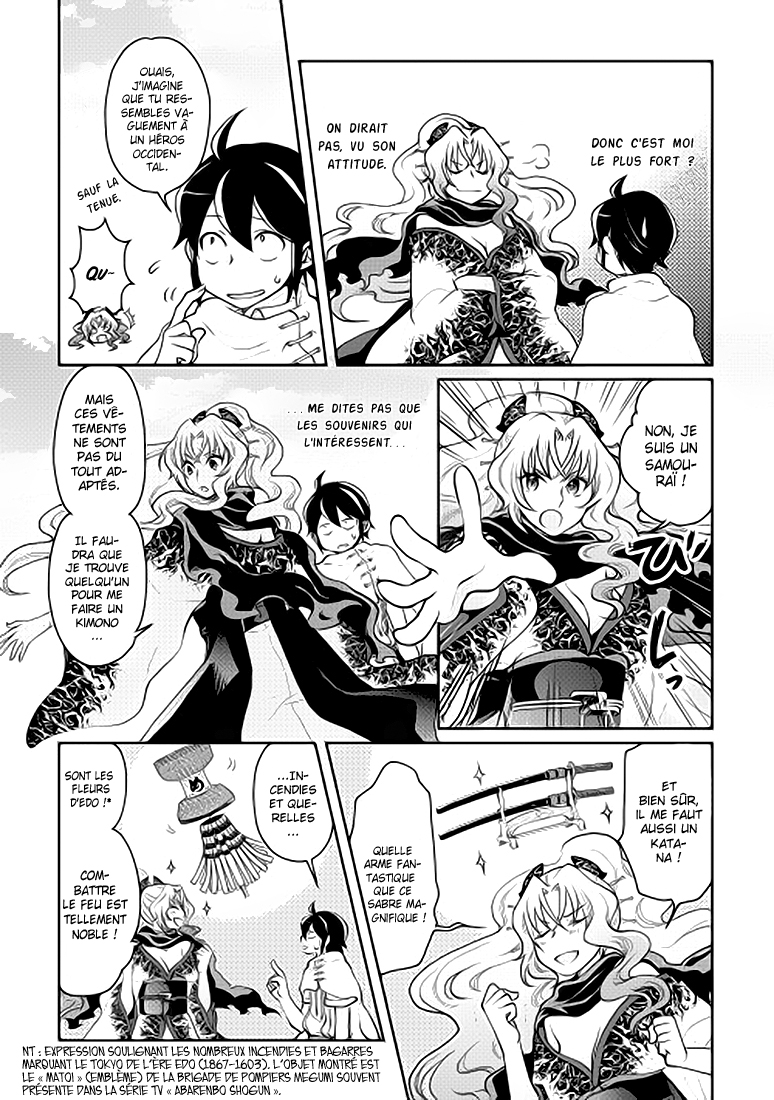 DONC C'EST MOI
LE PLUS FORT ?
ON DIRAIT
PAS, VU SON
ATTITUDE.
OUAIS,
J'IMAGINE
QUE TU RES-
SEMBLES VA-
GUEMENT À
UN HÉROS
OCCIDEN-
TAL.
SAUF LA
TENUE.
QU-
NON, JE
SUIS UN
SAMOU-
RAÏ !
びしっ
...ME DITES PAS QUE
LES SOUVENIRS QUI
L'INTÉRESSENT...
MAIS
CES VÊ-
TEMENTS
NE SONT
PAS DU
TOUT AD-
APTÉS.
IL FAU-
DRA QUE
JE TROUVE
QUELQU'UN
POUR ME
FAIRE UN
KIMONO
...
ET
BIEN SÛR,
IL ME FAUT
AUSSI UN
KATA-
NA !
QUELLE
ARME FAN-
TASTIQUE
QUE CE
SABRE MA-
GNIFIQUE !
...IN-
CENDIES
ET QUE-
RELLES
...
SONT LES
FLEURS
D'EDO !*
め
COM-
BATTRE
LE FEU EST
TELLEMENT
NOBLE !
NT : EXPRESSION SOULIGNANT LES NOMBREUX INCENDIES ET BAGARRES
MARQUANT LE TOKYO DE L'ÈRE EDO (1867-1603). L'OBJET MONTRÉ EST
LE « MATOI » (EMBLÈME) DE LA BRIGADE DE POMPIERS MEGUMI SOUVENT
PRÉSENTE DANS LA SÉRIE TV « ABARENBO SHOGUN ».